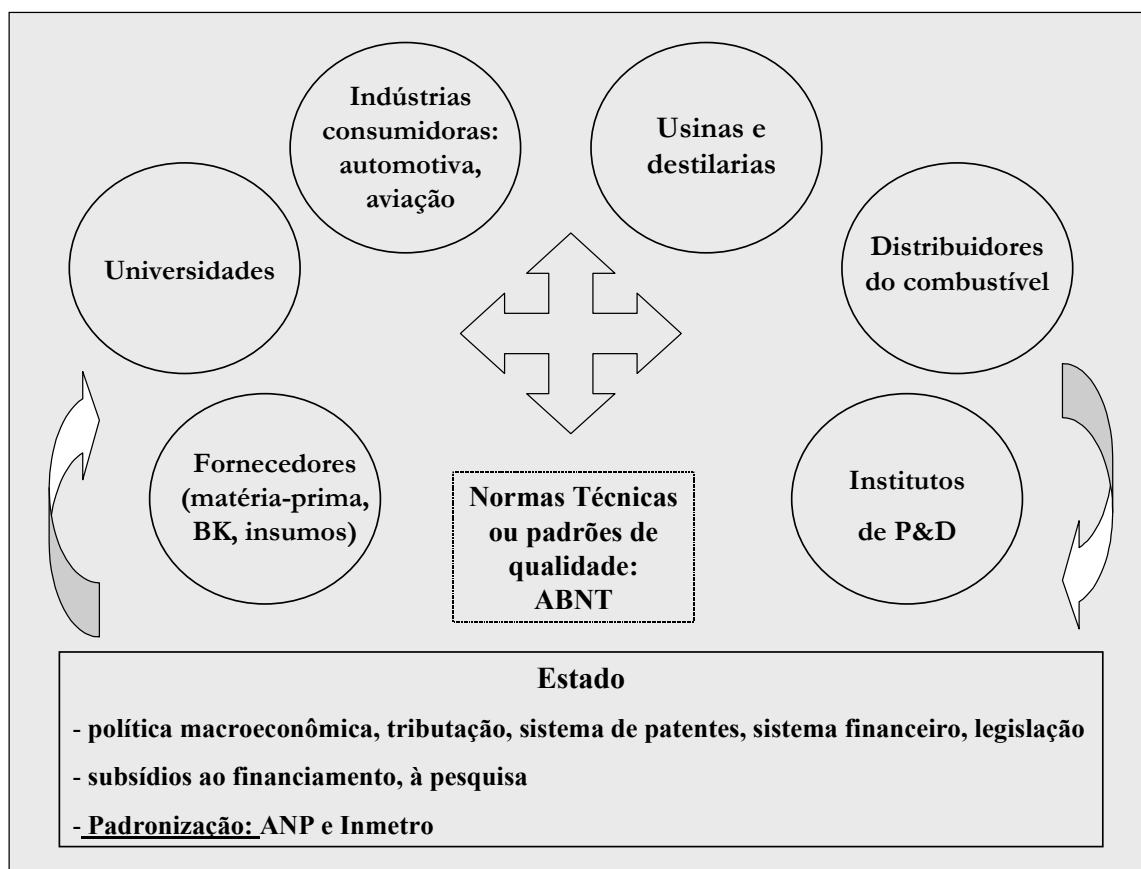 Indústrias
consumidoras:
automotiva,
aviação
Usinas e
destilarias
Universidades
Distribuidores
do combustível
Fornecedores
(matéria-prima,
BK, insumos)
Normas Técnicas
ou padrões de
qualidade:
ABNT
Institutos
de P&D
Estado
- política macroeconômica, tributação, sistema de patentes, sistema financeiro, legislação
- subsídios ao financiamento, à pesquisa
- Padronização: ANP e Inmetro